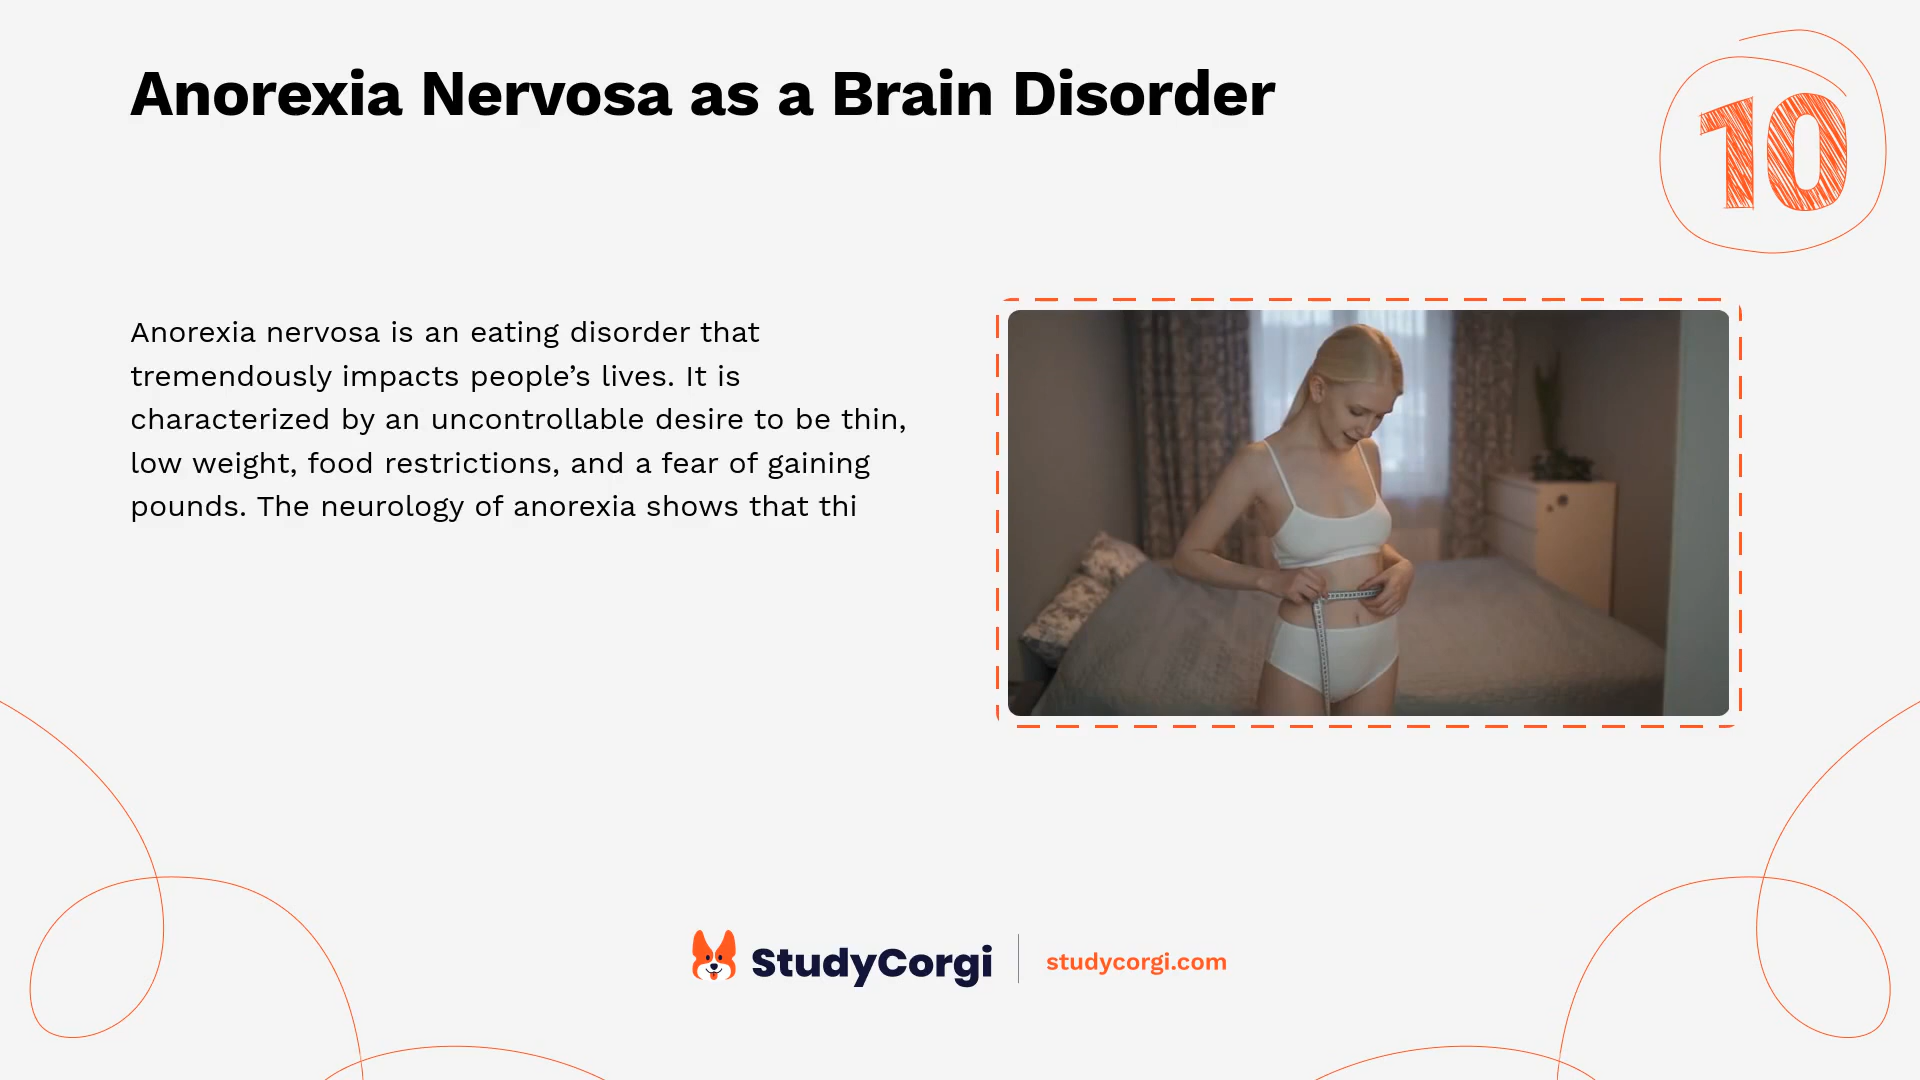 Anorexia Nervosa as a Brain Disorder
10
Anorexia nervosa is an eating disorder that
tremendously impacts people’s lives. It is
characterized by an uncontrollable desire to be thin,
low weight, food restrictions, and a fear of gaining
pounds. The neurology of anorexia shows that thi
StudyCorgi
studycorgi.com